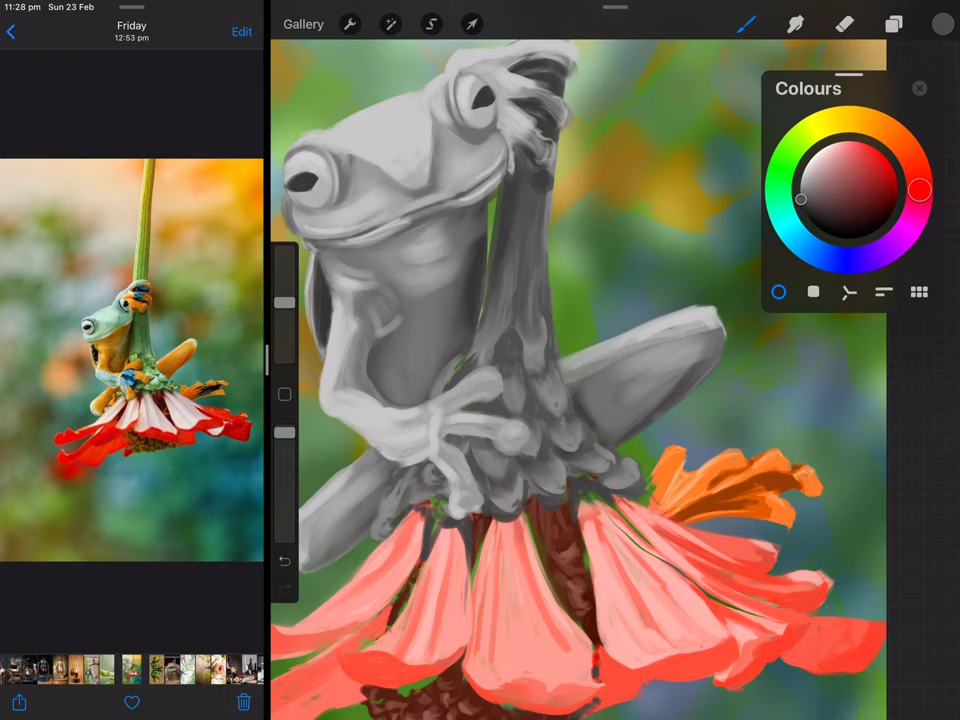 11:28 pm Sun 23 Feb
Friday
12:53 pm
Edit
Gallery
Colours